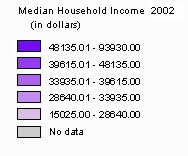 Median Household Income 2002
(in dollars)
48135.01 - 93930.00
39615.01 - 48135.00
33935.01 - 39615.00
28640.01 - 33935.00
15025.00 - 28640.00
No data